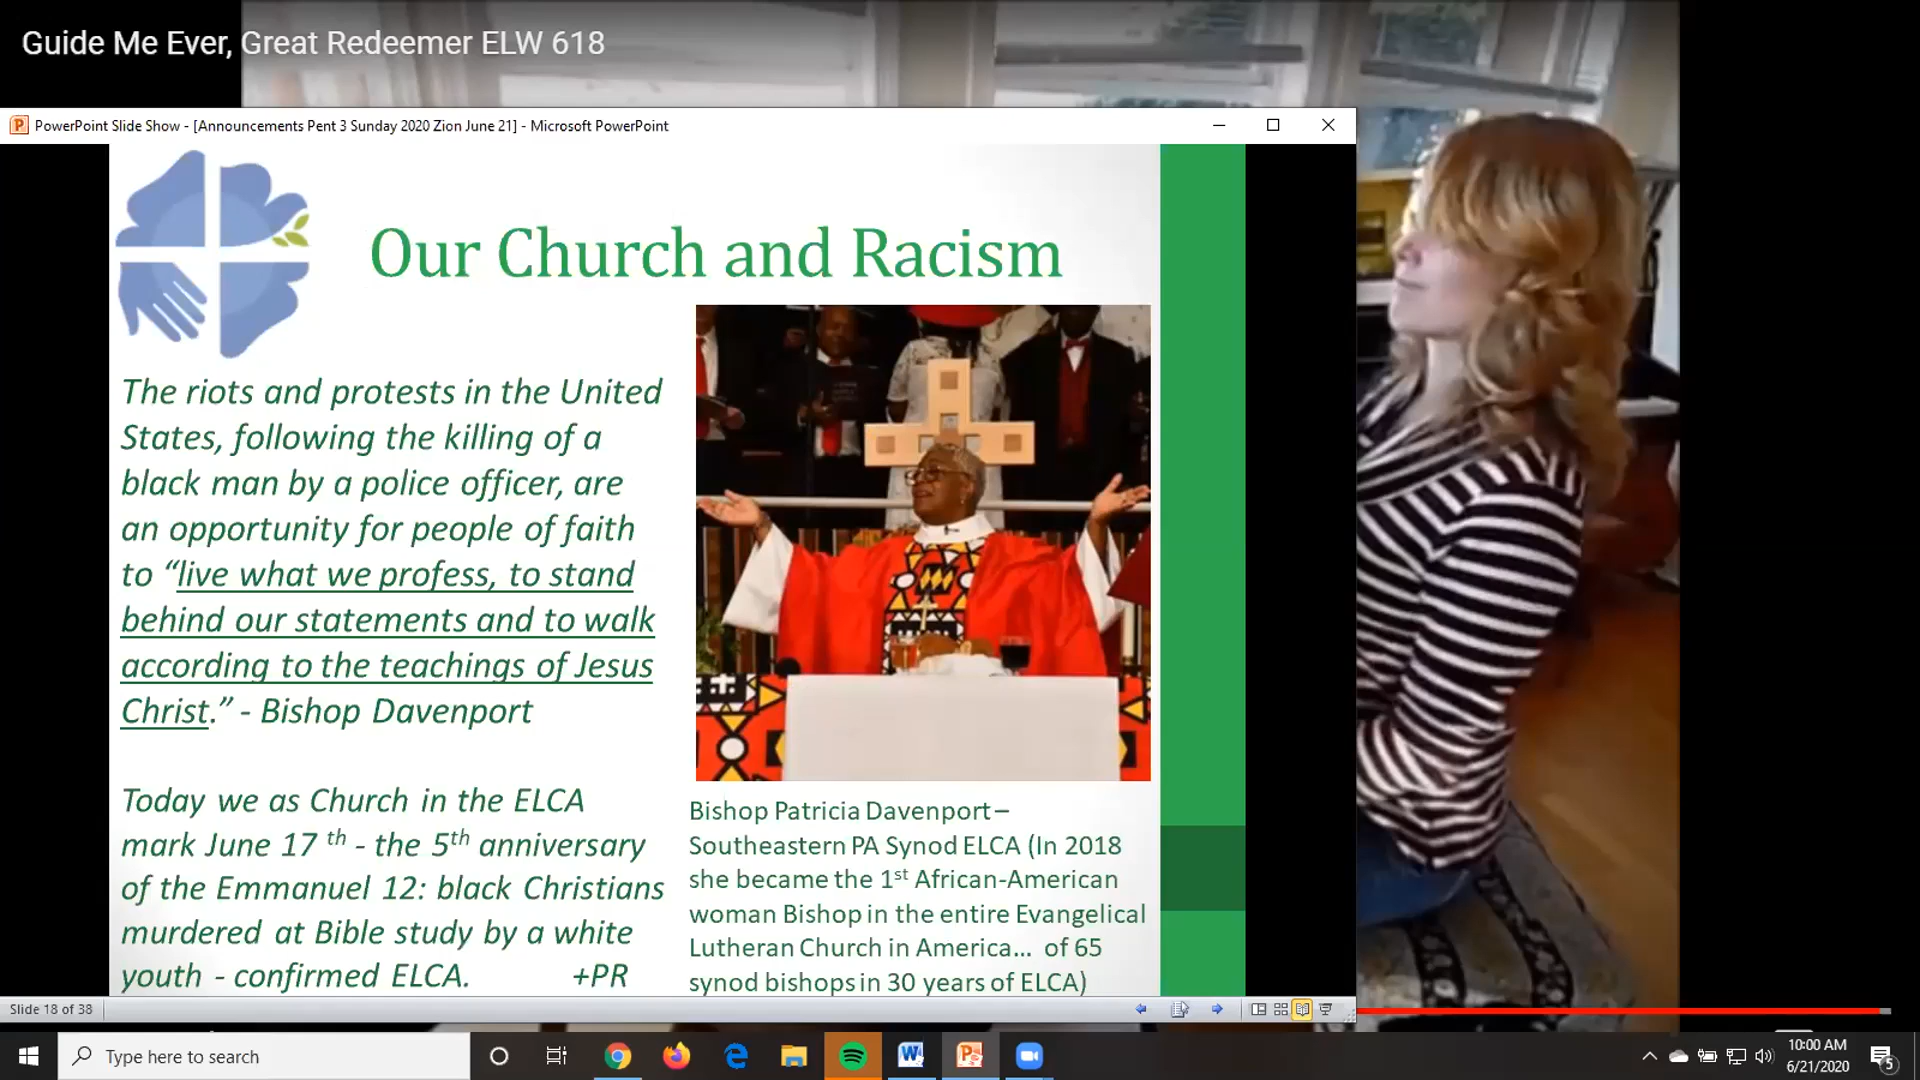 Guide Me Ever, Great Redeemer ELW 618
PowerPoint Slide Show - [Announcements Pent 3 Sunday 2020 Zion June 21] - Microsoft PowerPoint
Our Church and Racism
The riots and protests in the United
States, following the killing of a
black man by a police officer, are
an opportunity for people of faith
to “live what we profess, to stand
behind our statements and to walk
according to the teachings of Jesus
Christ.” - Bishop Davenport
Today we as Church in the ELCA
mark June 17 th - the 5th anniversary
of the Emmanuel 12: black Christians
murdered at Bible study by a white
youth - confirmed ELCA. +PR
Bishop Patricia Davenport –
Southeastern PA Synod ELCA (In 2018
she became the 1st African-American
woman Bishop in the entire Evangelical
Lutheran Church in America... of 65
synod bishops in 30 years of ELCA)
Slide 18 of 38
Type here to search
10:00 AM
6/21/2020
5